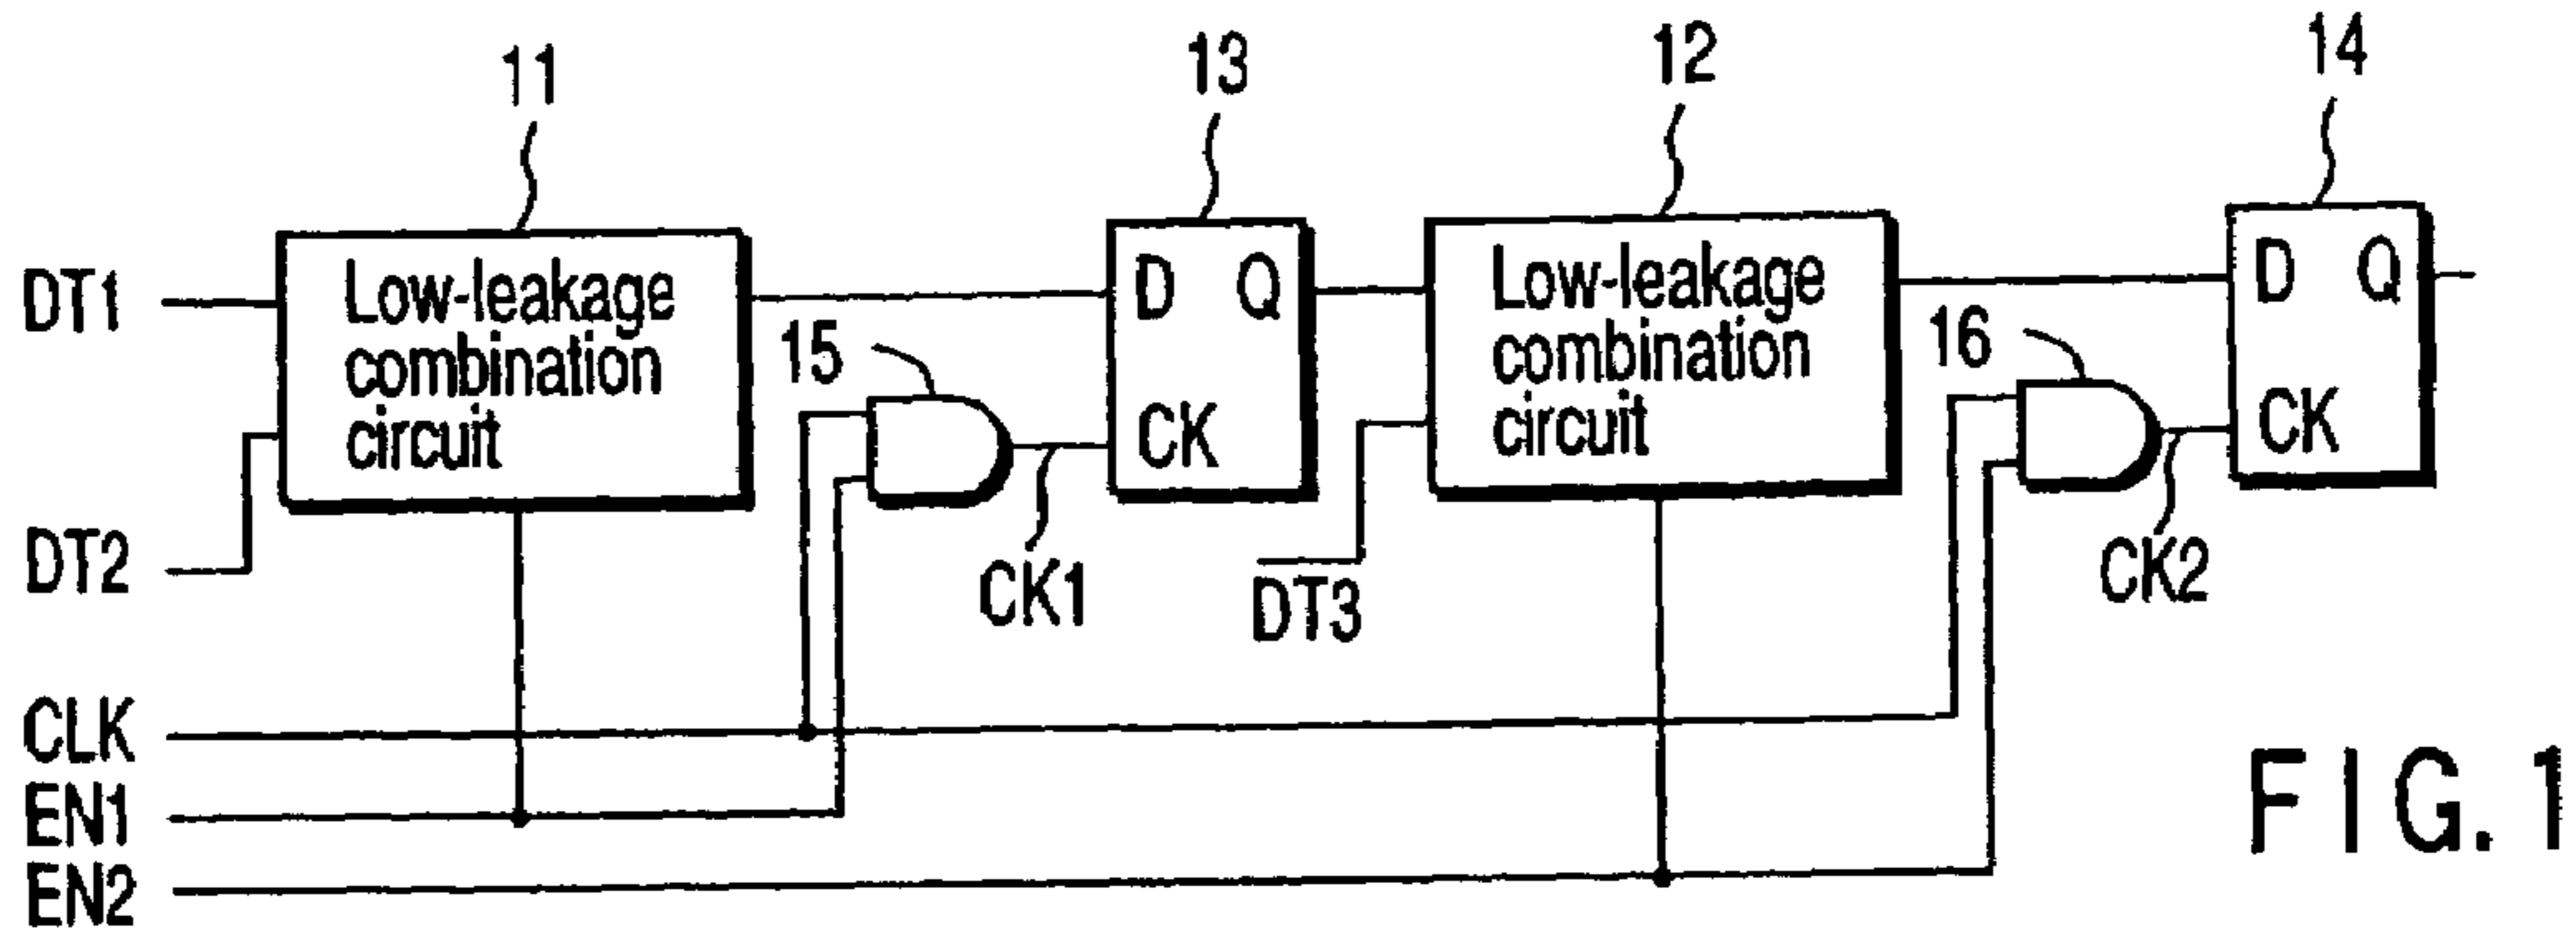 11
13
12
14
DT1
Low-leakage
combination
circuit
D Q
CK
Low-leakage
combination
circuit
D Q
CK
15
16
DT2
CK1
DT3
CK2
CLK
EN1
EN2
FIG. 1